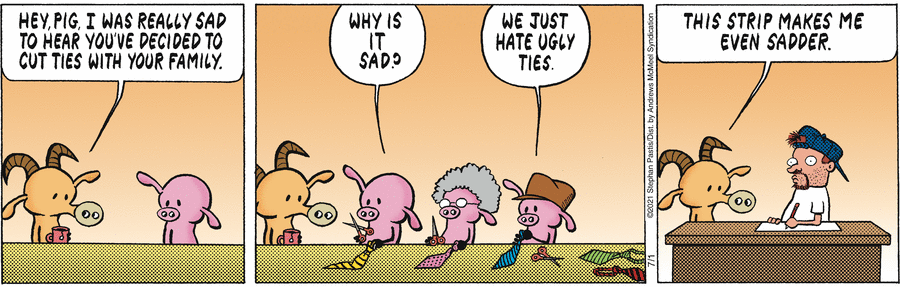 HEY, PIG, I WAS REALLY SAD
TO HEAR YOU'VE DECIDED TO
CUT TIES WITH YOUR FAMILY.
WHY IS
IT
SAD?
WE JUST
HATE UGLY
TIES.
7/1 ©2021 Stephan Pastis/Dist. by Andrews McMeel Syndication
THIS STRIP MAKES ME
EVEN SADDER.